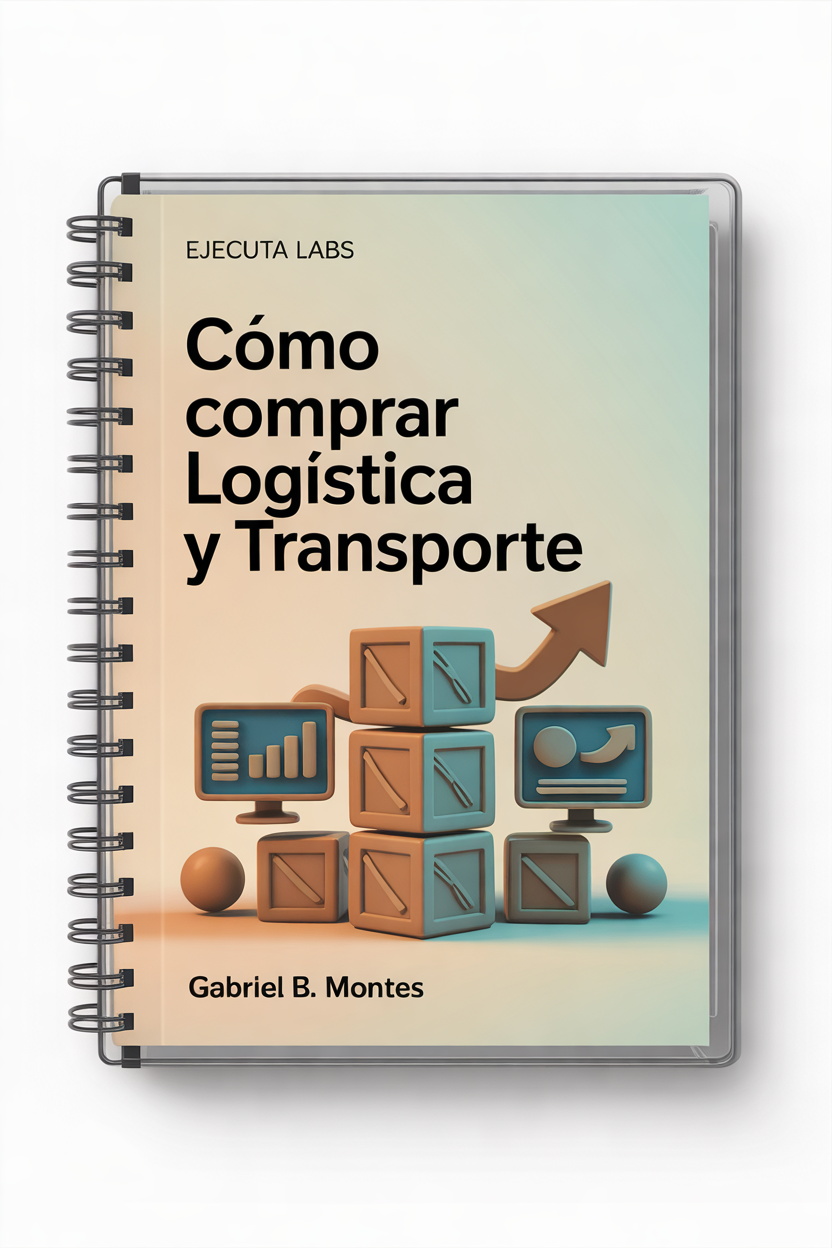 EJECUTA LABS
Cómo
comprar
Logística
y Transporte
Gabriel B. Montes